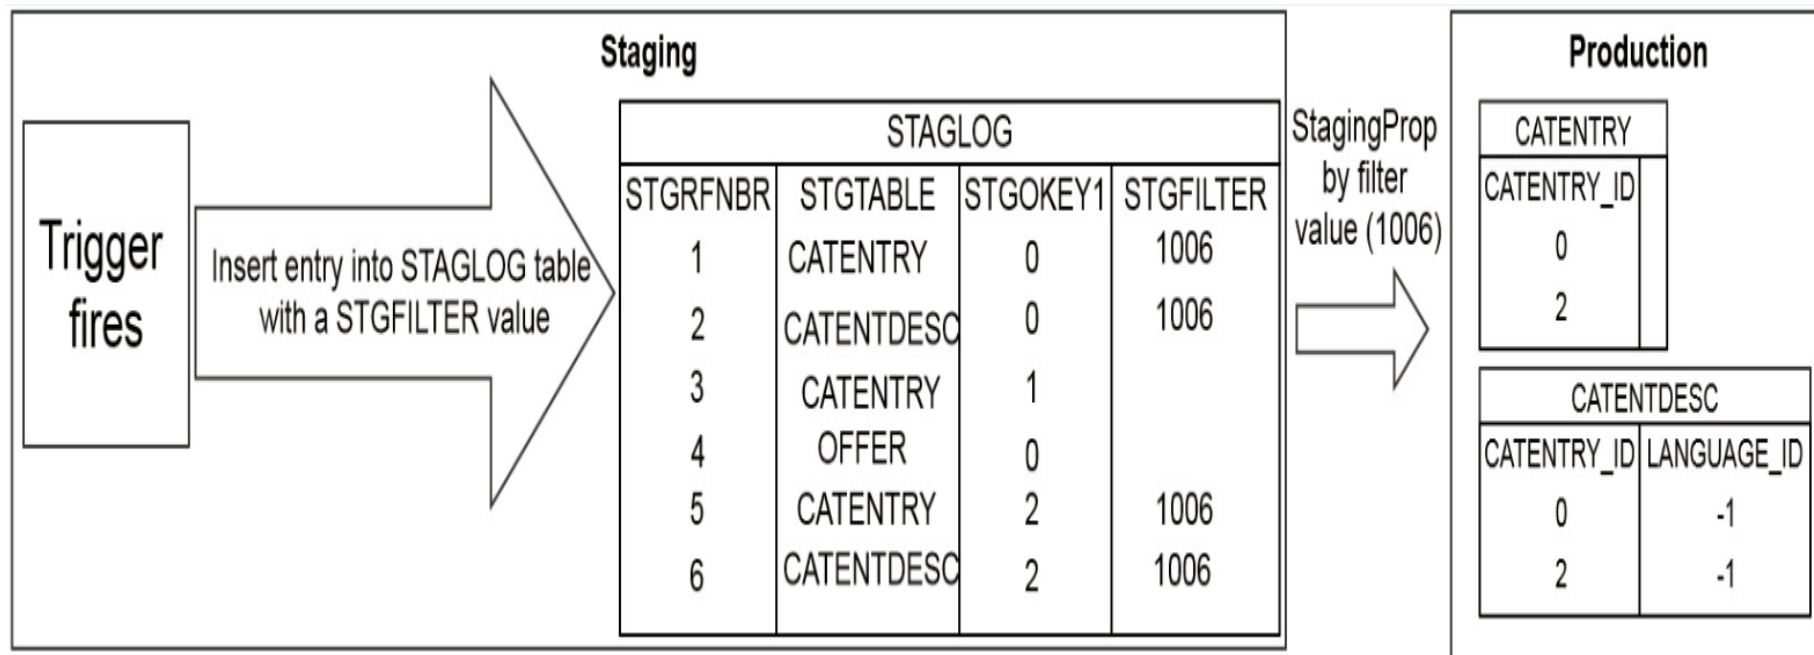 Staging
Trigger
fires
Insert entry into STAGLOG table
with a STGFILTER value
STAGLOG
STGRFNBR STGTABLE STGOKEY1 STGFILTER
1 CATENTRY 0 1006
2 CATENTDESC 0 1006
3 CATENTRY 1
4 OFFER 0
5 CATENTRY 2 1006
6 CATENTDESC 2 1006
StagingProp
by filter
value (1006)
Production
CATENTRY
CATENTRY_ID
0
2
CATENTDESC
CATENTRY_ID LANGUAGE_ID
0 -1
2 -1